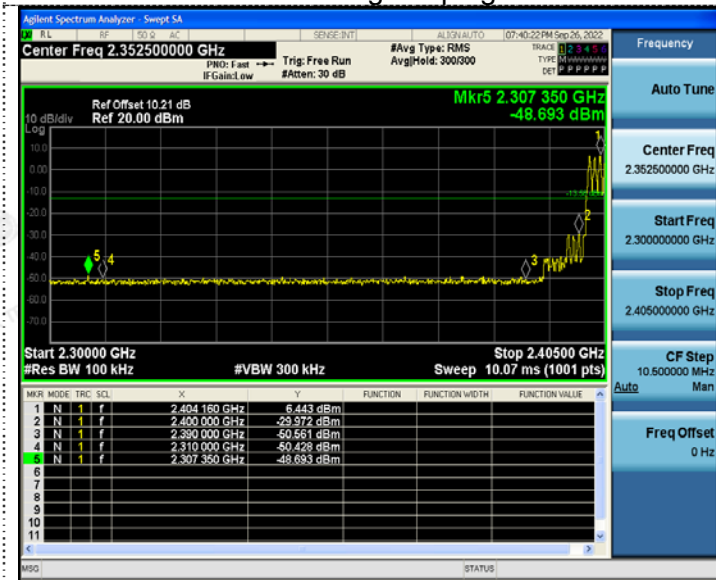 Agilent Spectrum Analyzer - Swept SA
RL RF 50 Ω AC SENSE:INT ALIGN AUTO 07:40:22 PM Sep 26, 2022
Center Freq 2.352500000 GHz
PNO: Fast
IFGain:Low
Trig: Free Run
#Atten: 30 dB
#Avg Type: RMS
Avg|Hold: 300/300
TRACE 1 2 3 4 5 6
TYPE M W W W W W
DET P P P P P P
Ref Offset 10.21 dB
10 dB/div Ref 20.00 dBm
Mkr5 2.307 350 GHz
-48.693 dBm
Log
10.0
0.00
-10.0
-20.0
-30.0
-40.0
-50.0
-60.0
-70.0
1
2
3
4
5
Start 2.30000 GHz Stop 2.40500 GHz
#Res BW 100 kHz #VBW 300 kHz Sweep 10.07 ms (1001 pts)
MKR MODE TRC SCL X Y FUNCTION FUNCTION WIDTH FUNCTION VALUE
1 N 1 f 2.404 160 GHz 6.443 dBm
2 N 1 f 2.400 000 GHz -29.972 dBm
3 N 1 f 2.390 000 GHz -50.561 dBm
4 N 1 f 2.310 000 GHz -50.428 dBm
5 N 1 f 2.307 350 GHz -48.693 dBm
6
7
8
9
10
11
MSG STATUS
Frequency
Auto Tune
Center Freq
2.352500000 GHz
Start Freq
2.300000000 GHz
Stop Freq
2.405000000 GHz
CF Step
10.500000 MHz
Auto Man
Freq Offset
0 Hz